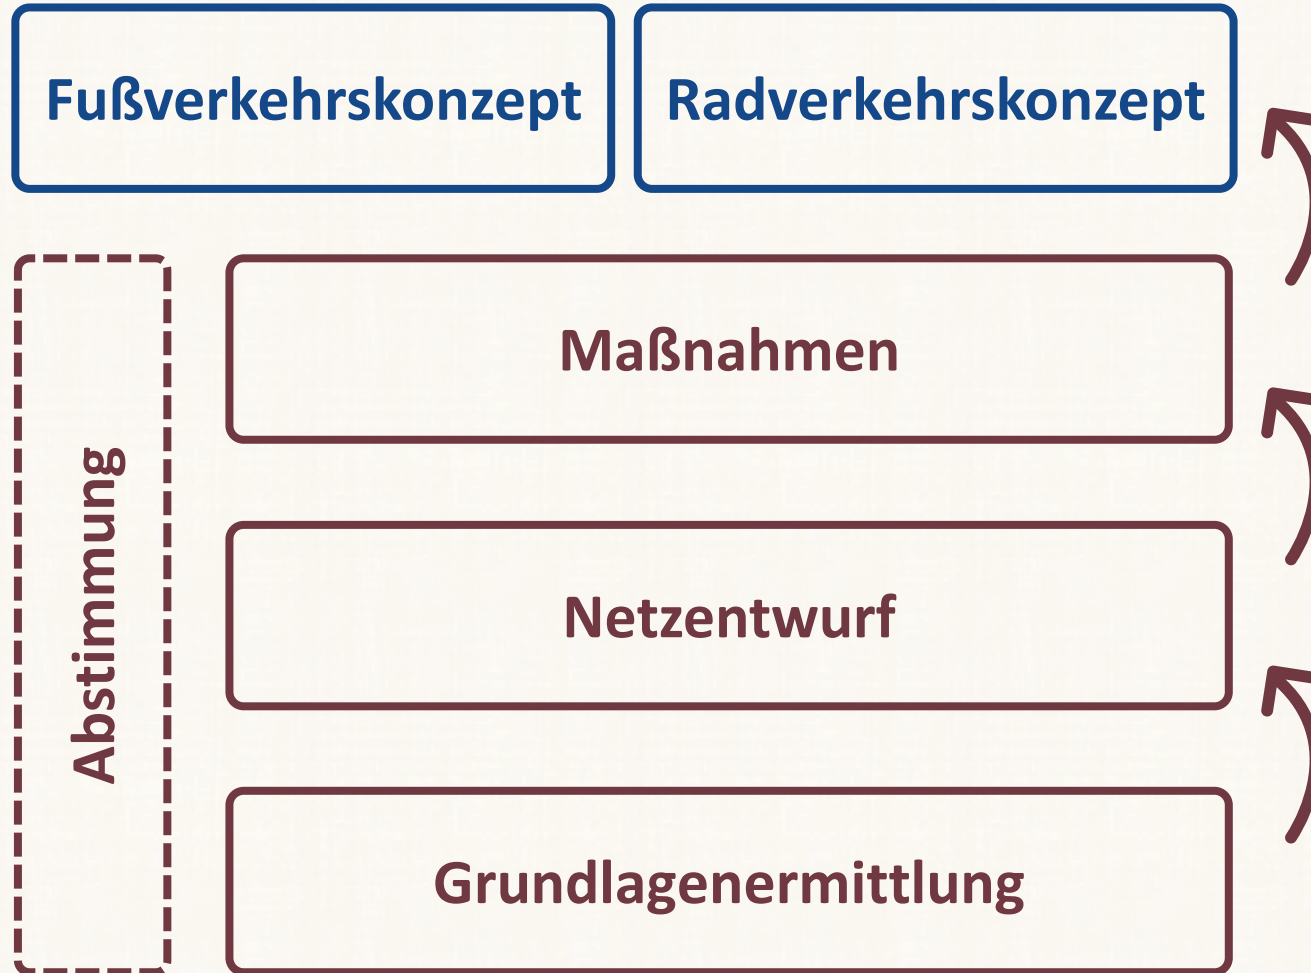 Fußverkehrskonzept
Radverkehrskonzept
Abstimmung
Maßnahmen
Netzentwurf
Grundlagenermittlung